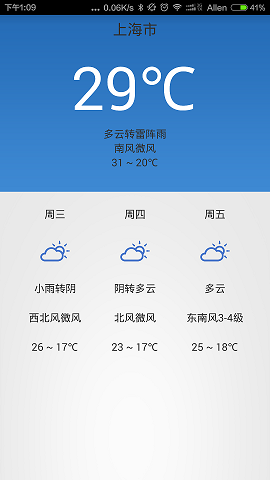 下午1:09 ... 0.06K/s Allen 41%
上海市
29℃
多云转雷阵雨
南风微风
31 ~ 20℃
周三 周四 周五
小雨转阴 阴转多云 多云
西北风微风 北风微风 东南风3-4级
26 ~ 17℃ 23 ~ 17℃ 25 ~ 18℃